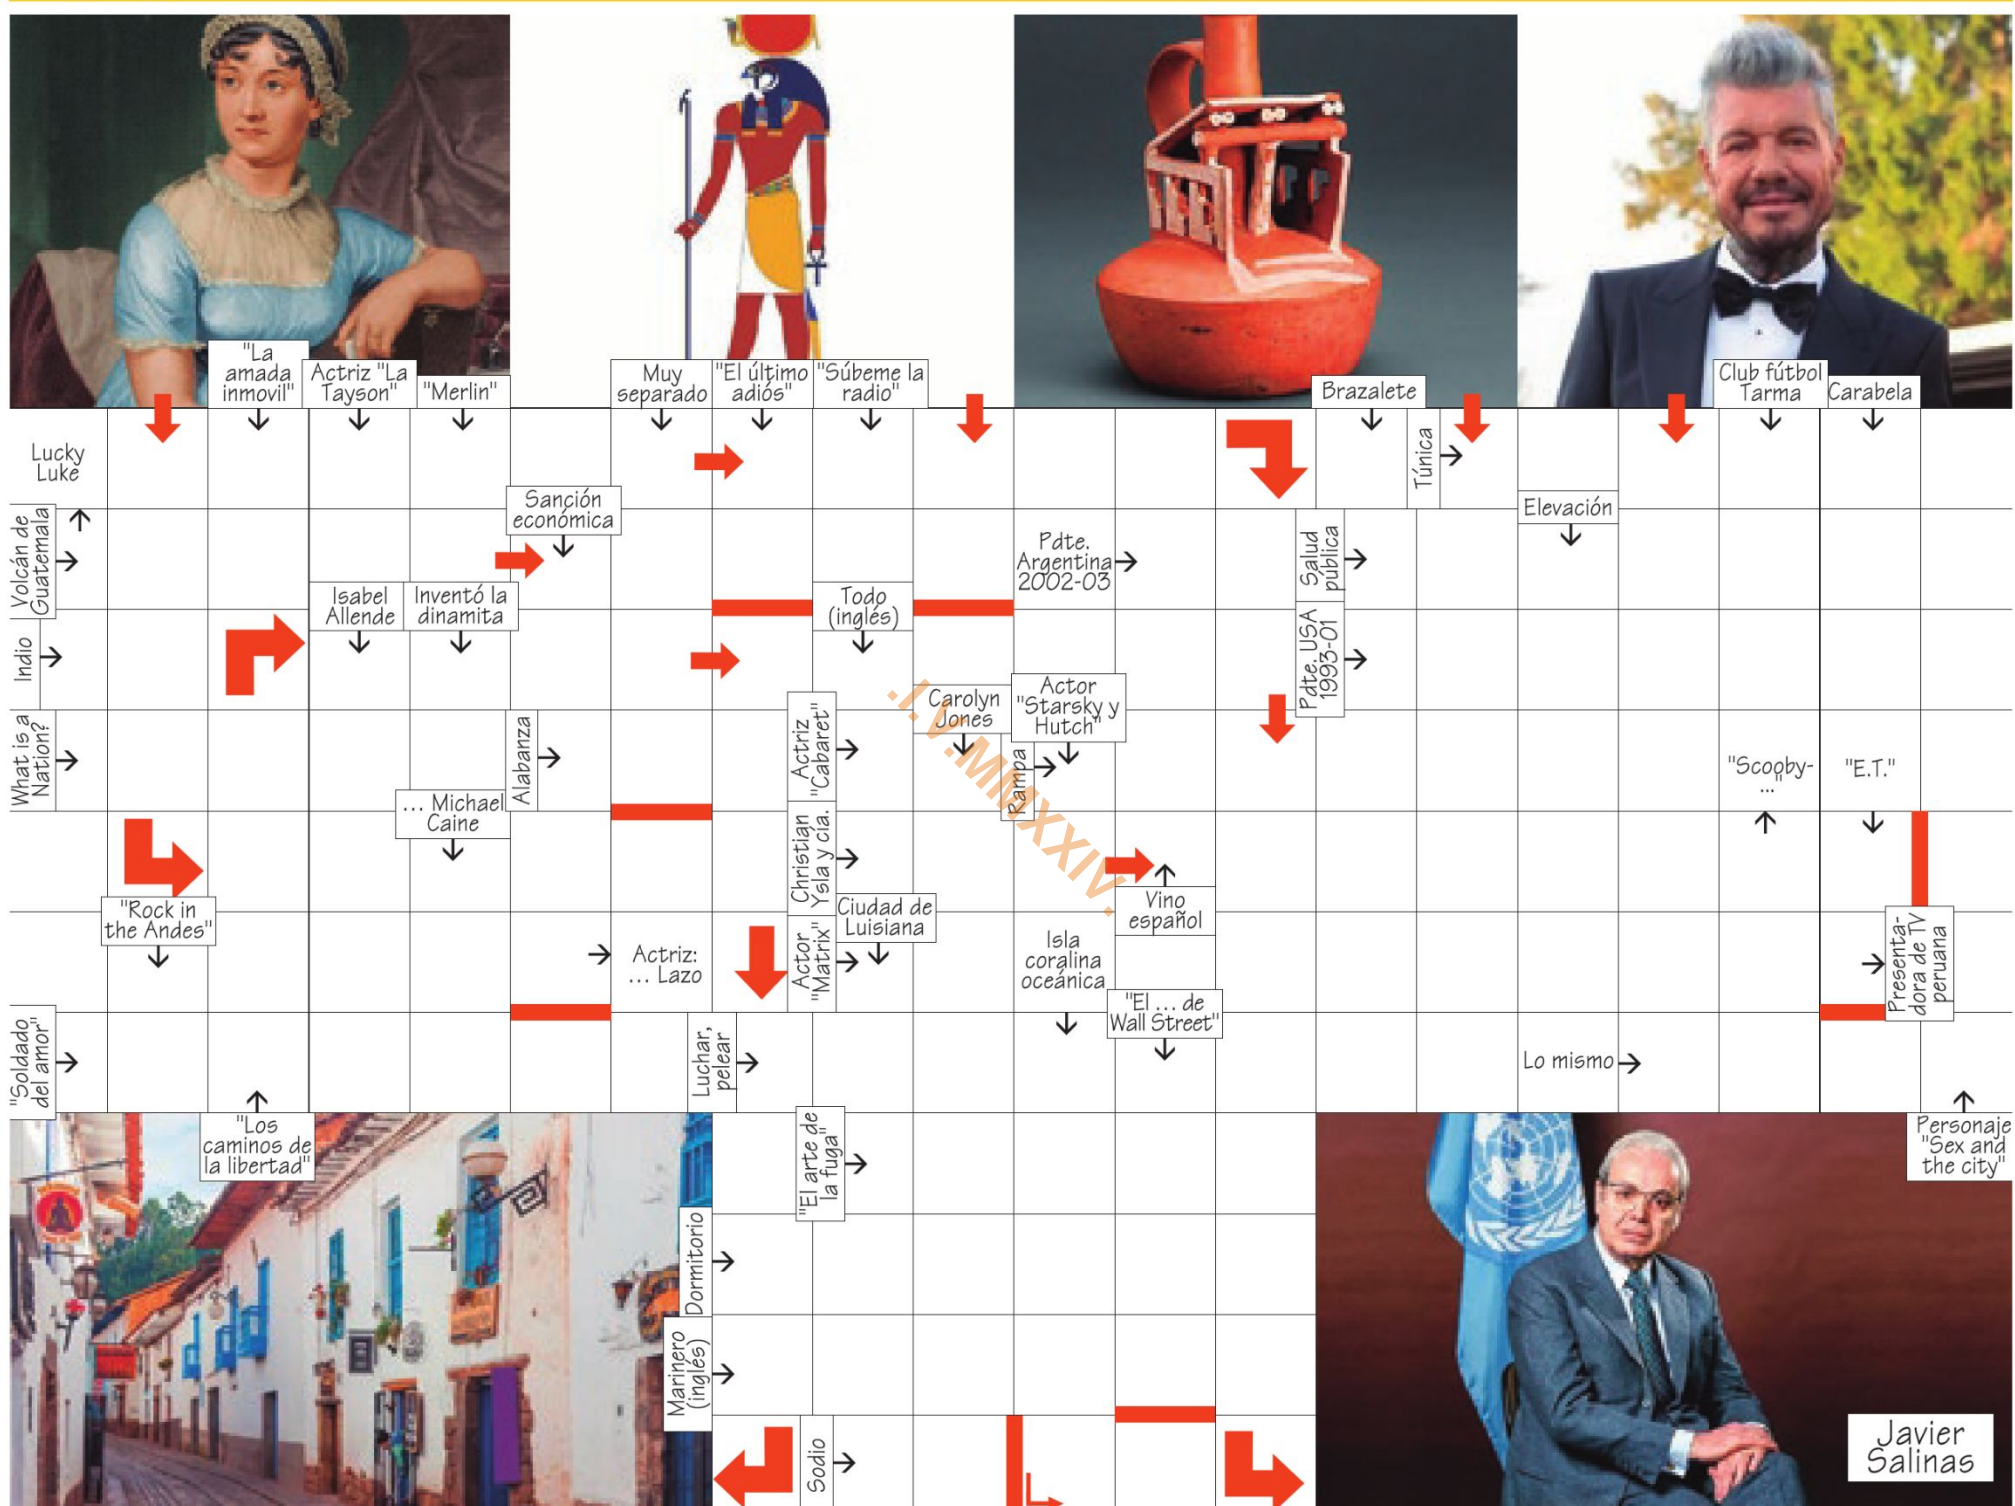 "La
amada
inmovil"
Actriz "La
Tayson"
"Merlin"
Muy
separado
"El último
adiós"
"Súbeme la
radio"
Brazalete
Club fútbol
Tarma
Carabela
Lucky
Luke
Túnica
Sanción
económica
Elevación
Volcán de
Guatemala
Pdte.
Argentina
2002-03
Salud
pública
Isabel
Allende
Inventó la
dinamita
Todo
(inglés)
Indio
Pdte. USA
1993-01
What is a
Nation?
Alabanza
Actriz
"Cabaret"
Carolyn
Jones
Actor
"Starsky y
Hutch"
Rampa
"Scooby-
..."
"E.T."
... Michael
Caine
Christian
Ysla y cía.
.I.V.MMXXIV.
"Rock in
the Andes"
Vino
español
Ciudad de
Luisiana
Actriz:
... Lazo
Actor
"Matrix"
Isla
coralina
oceánica
Presenta-
dora de TV
peruana
"El ... de
Wall Street"
"Soldado
del amor"
Luchar,
pelear
Lo mismo
"Los
caminos de
la libertad"
"El arte de
la fuga"
Personaje
"Sex and
the city"
Dormitorio
Marinero
(inglés)
Sodio
Javier
Salinas